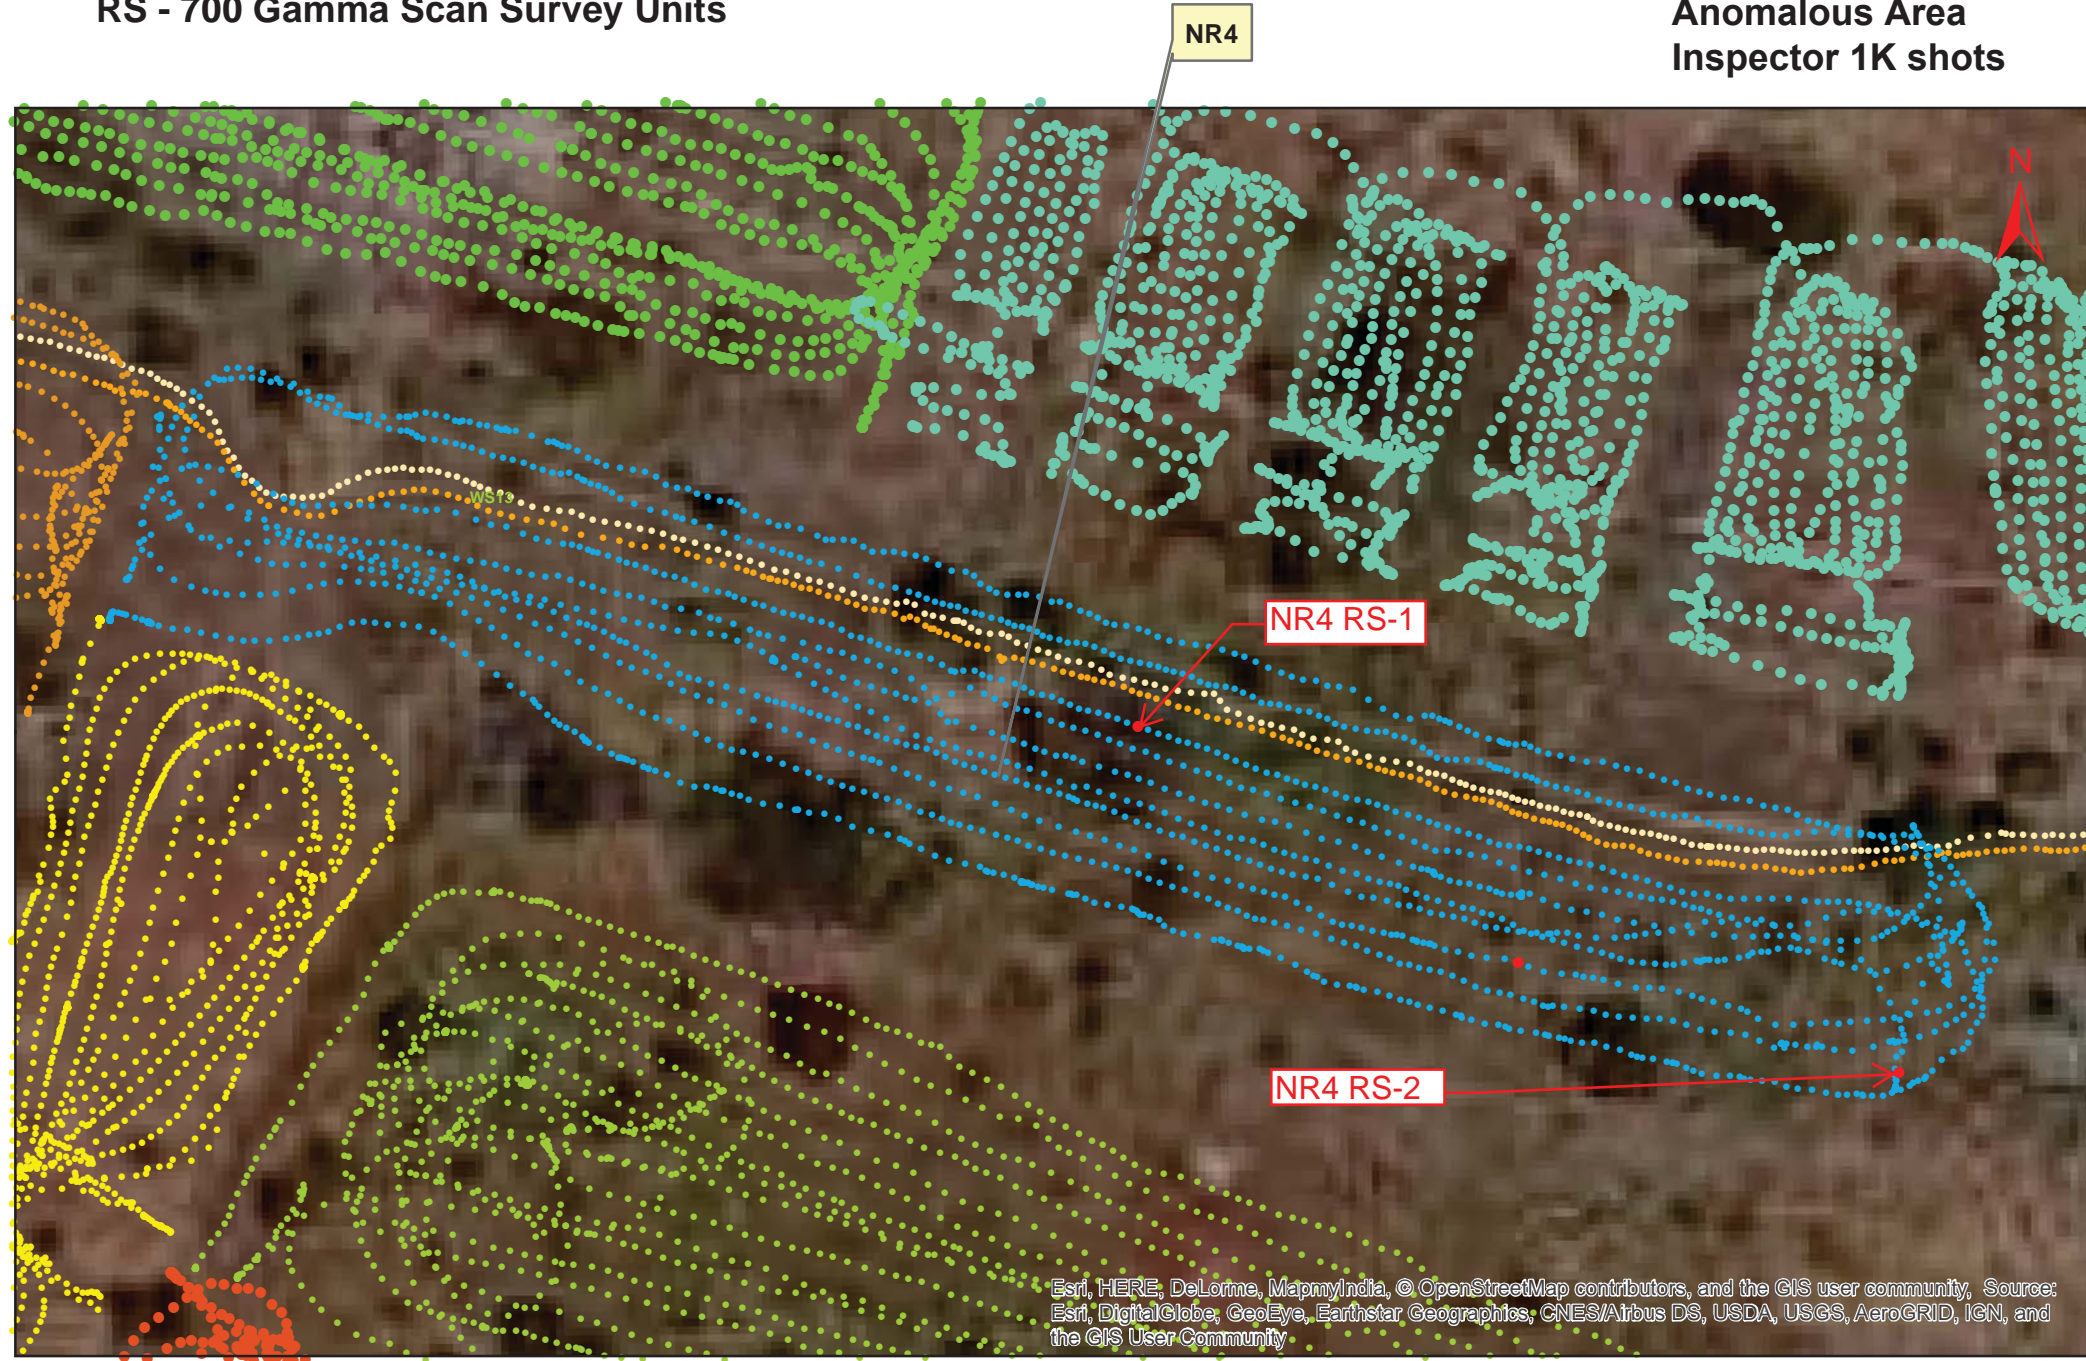 RS - 700 Gamma Scan Survey Units
NR4
Anomalous Area
Inspector 1K shots
N
WS13
NR4 RS-1
NR4 RS-2
Esri, HERE, DeLorme, MapmyIndia, © OpenStreetMap contributors, and the GIS user community, Source:
Esri, DigitalGlobe, GeoEye, Earthstar Geographics, CNES/Airbus DS, USDA, USGS, AeroGRID, IGN, and
the GIS User Community